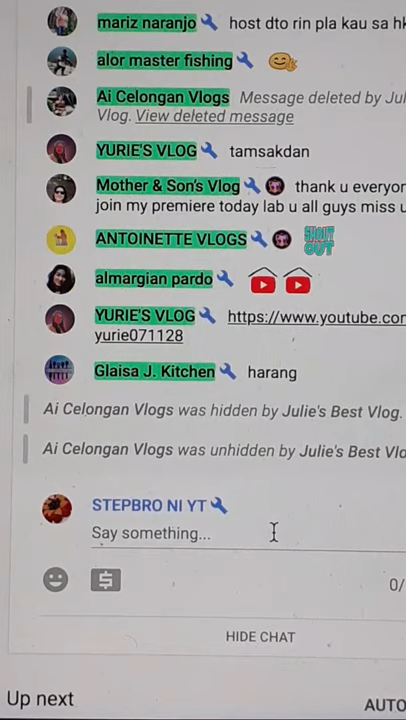 mariz naranjo host dto rin pla kau sa hk
alor master fishing
Ai Celongan Vlogs Message deleted by Jul
Vlog. View deleted message
YURIE'S VLOG tamsakdan
Mother & Son's Vlog thank u everyon
join my premiere today lab u all guys miss u
ANTOINETTE VLOGS SHOUT OUT
almargian pardo
YURIE'S VLOG https://www.youtube.com
yurie071128
Glaisa J. Kitchen harang
Ai Celongan Vlogs was hidden by Julie's Best Vlog.
Ai Celongan Vlogs was unhidden by Julie's Best Vlo
STEPBRO NI YT
Say something...
0/
HIDE CHAT
Up next
AUTO